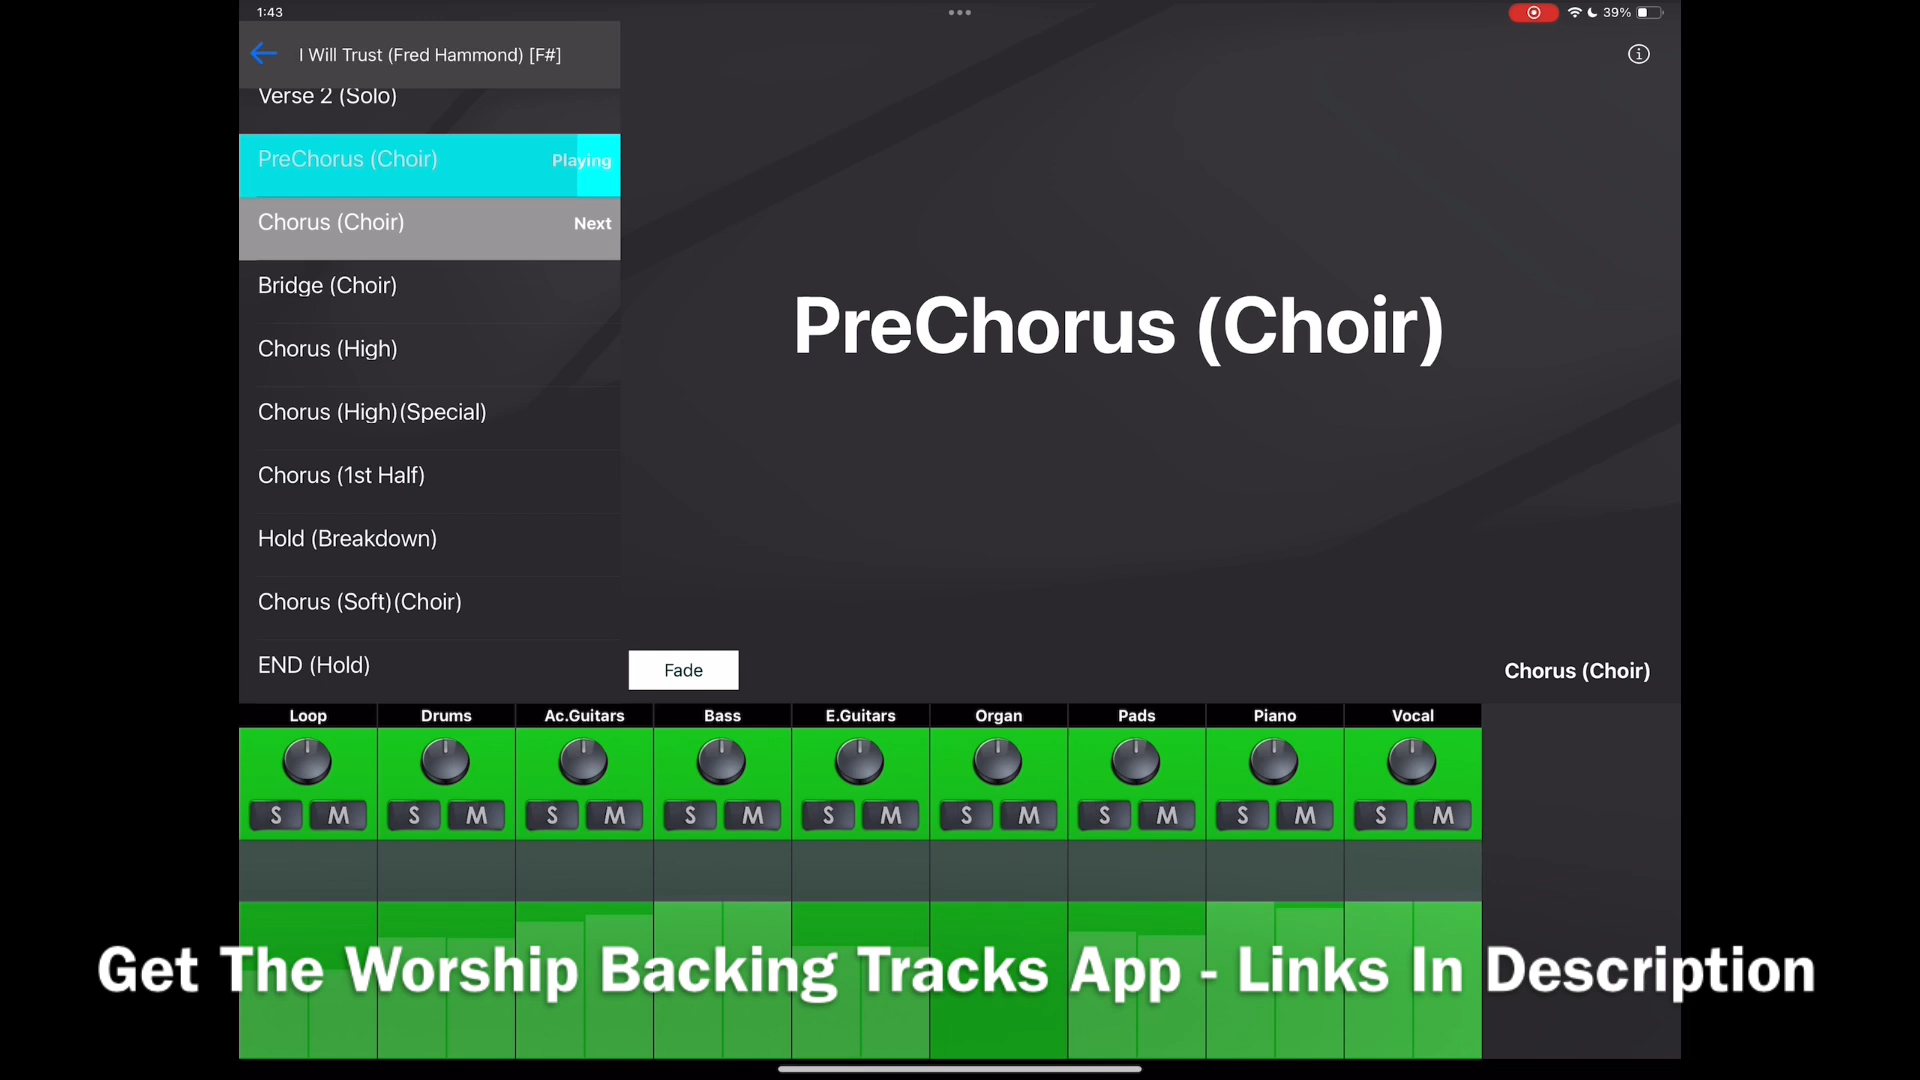 1:43
39%
I Will Trust (Fred Hammond) [F#]
Verse 2 (Solo)
PreChorus (Choir) Playing
Chorus (Choir) Next
Bridge (Choir)
Chorus (High)
Chorus (High)(Special)
Chorus (1st Half)
Hold (Breakdown)
Chorus (Soft)(Choir)
END (Hold)
PreChorus (Choir)
Fade
Chorus (Choir)
Loop Drums Ac.Guitars Bass E.Guitars Organ Pads Piano Vocal
S M S M S M S M S M S M S M S M S M
Get The Worship Backing Tracks App - Links In Description